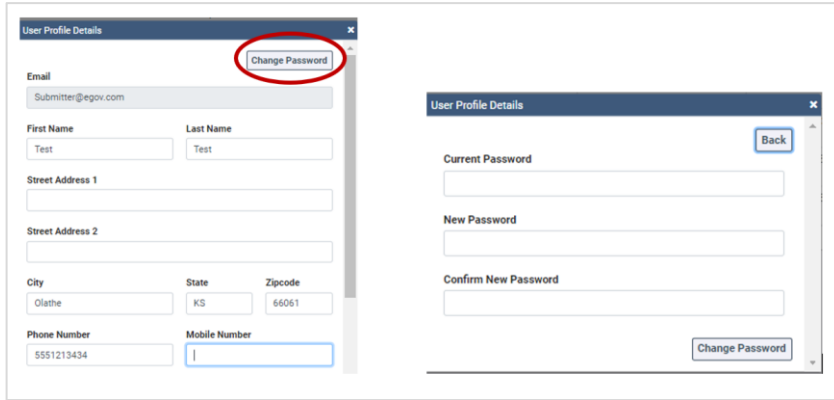 User Profile Details ×
Change Password
Email
Submitter@egov.com
First Name Last Name
Test Test
Street Address 1
Street Address 2
City State Zipcode
Olathe KS 66061
Phone Number Mobile Number
5551213434
User Profile Details ×
Back
Current Password
New Password
Confirm New Password
Change Password